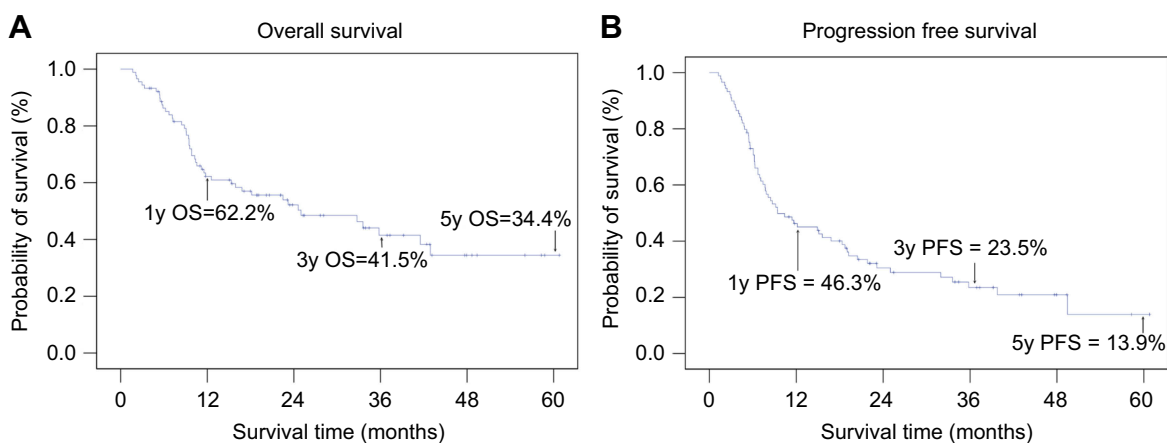 A
Overall survival
Probability of survival (%)
1.0
0.8
0.6
0.4
0.2
0.0
1y OS=62.2%
3y OS=41.5%
5y OS=34.4%
0 12 24 36 48 60
Survival time (months)
B
Progression free survival
Probability of survival (%)
1.0
0.8
0.6
0.4
0.2
0.0
1y PFS = 46.3%
3y PFS = 23.5%
5y PFS = 13.9%
0 12 24 36 48 60
Survival time (months)